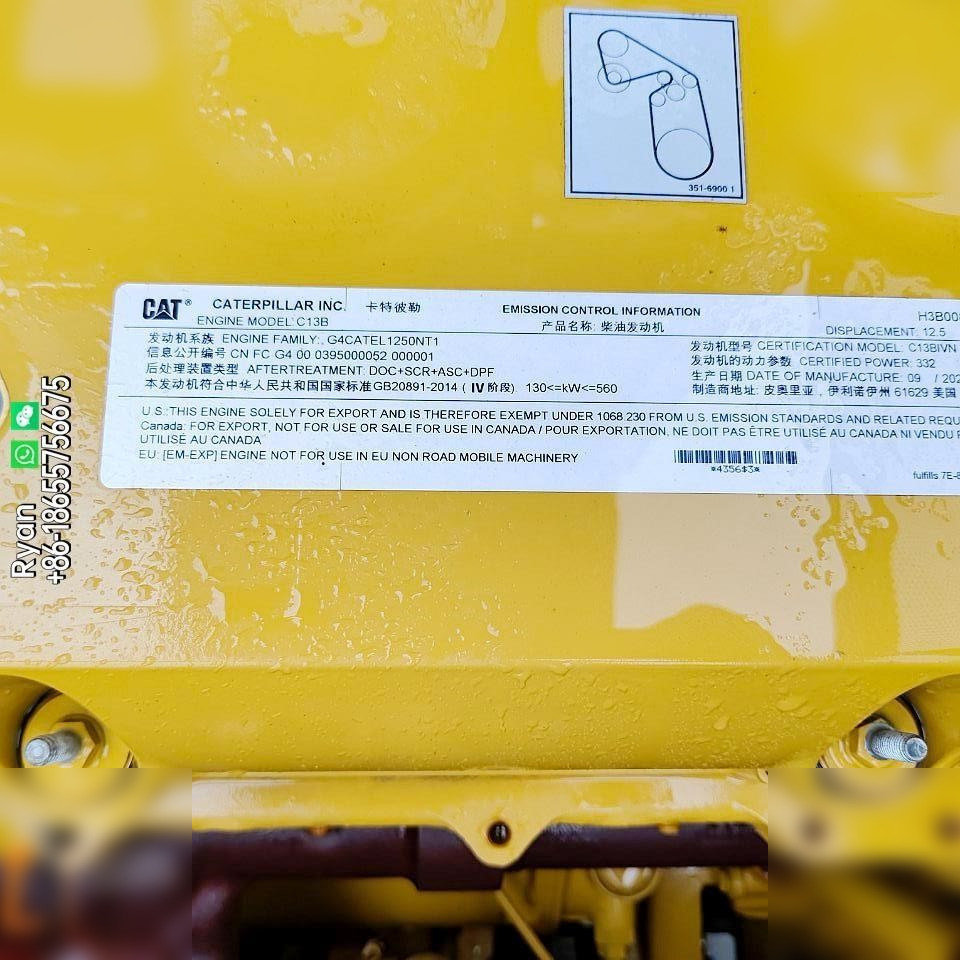 351-6900 1
CAT® CATERPILLAR INC. 卡特彼勒 EMISSION CONTROL INFORMATION
ENGINE MODEL: C13B 产品名称: 柴油发动机 DISPLACEMENT: 12.5
发动机系族 ENGINE FAMILY:, G4CATEL1250NT1 发动机型号 CERTIFICATION MODEL: C13BIVN
信息公开编号 CN FC G4 00 0395000052 000001 发动机的动力参数 CERTIFIED POWER: 332
后处理装置类型 AFTERTREATMENT: DOC+SCR+ASC+DPF 生产日期 DATE OF MANUFACTURE: 09 /
本发动机符合中华人民共和国国家标准GB20891-2014 (IV阶段) 130<=kW<=560 制造商地址: 皮奥里亚, 伊利诺伊州 61629 美国
U.S.:THIS ENGINE SOLELY FOR EXPORT AND IS THEREFORE EXEMPT UNDER 1068.230 FROM U.S. EMISSION STANDARDS AND RELATED
Canada: FOR EXPORT, NOT FOR USE OR SALE FOR USE IN CANADA / POUR EXPORTATION, NE DOIT PAS ÊTRE UTILISÉ AU CANADA NI VENDU
UTILISÉ AU CANADA
EU: [EM-EXP] ENGINE NOT FOR USE IN EU NON ROAD MOBILE MACHINERY
*4356$3*
fulfills
Ryan
+86-18655756675